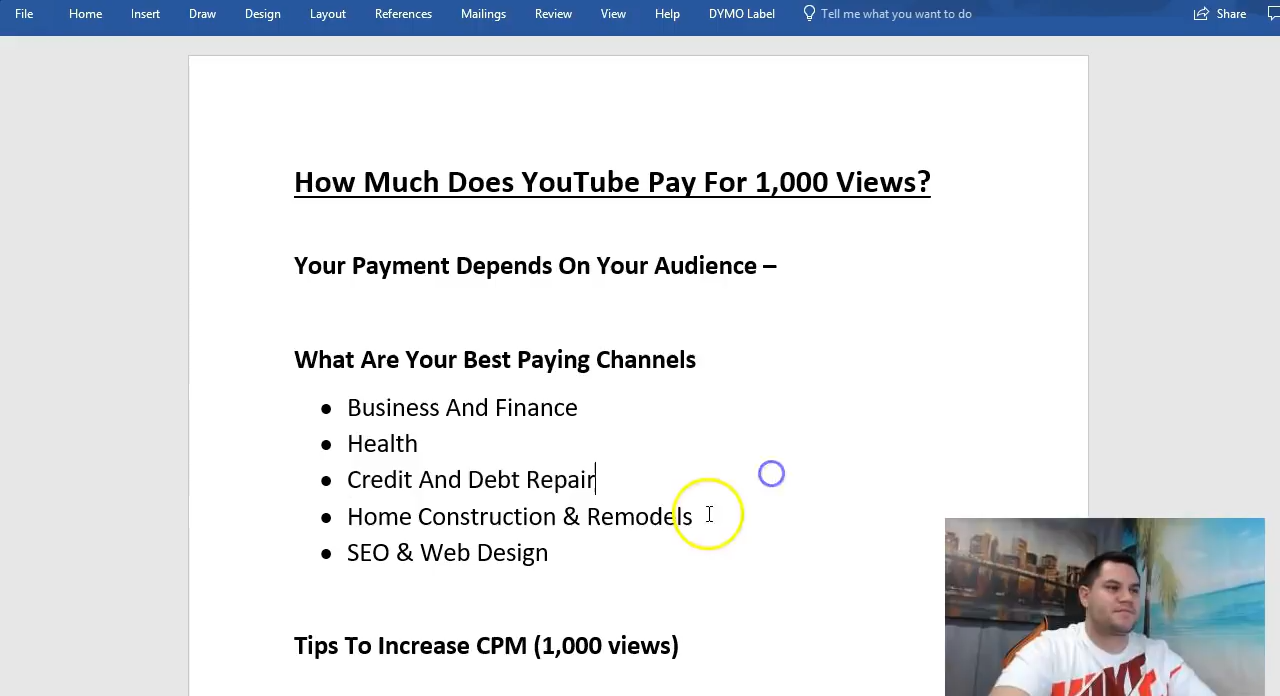 File Home Insert Draw Design Layout References Mailings Review View Help DYMO Label Tell me what you want to do Share
How Much Does YouTube Pay For 1,000 Views?
Your Payment Depends On Your Audience –
What Are Your Best Paying Channels
• Business And Finance
• Health
• Credit And Debt Repair
• Home Construction & Remodels
• SEO & Web Design
Tips To Increase CPM (1,000 views)